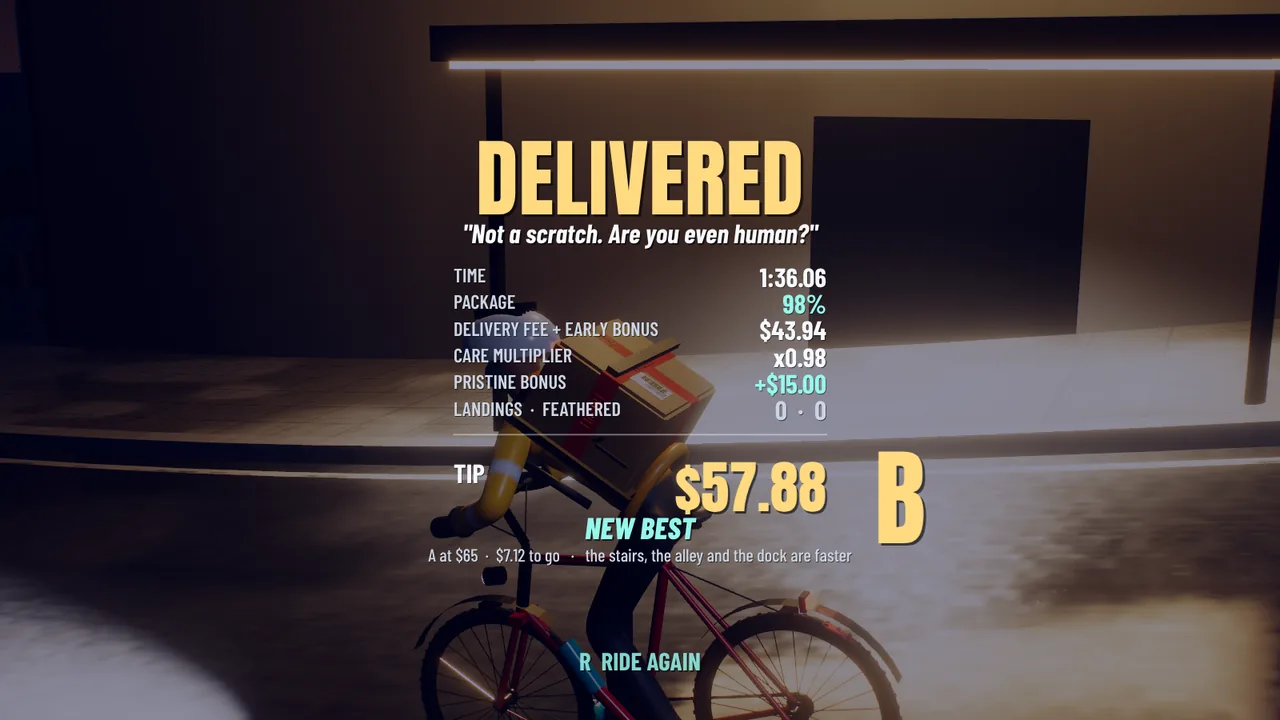 DELIVERED
"Not a scratch. Are you even human?"
TIME 1:36.06
PACKAGE 98%
DELIVERY FEE + EARLY BONUS $43.94
CARE MULTIPLIER x0.98
PRISTINE BONUS +$15.00
LANDINGS · FEATHERED 0 · 0
TIP $57.88 B
NEW BEST
A at $65 · $7.12 to go · the stairs, the alley and the dock are faster
R RIDE AGAIN